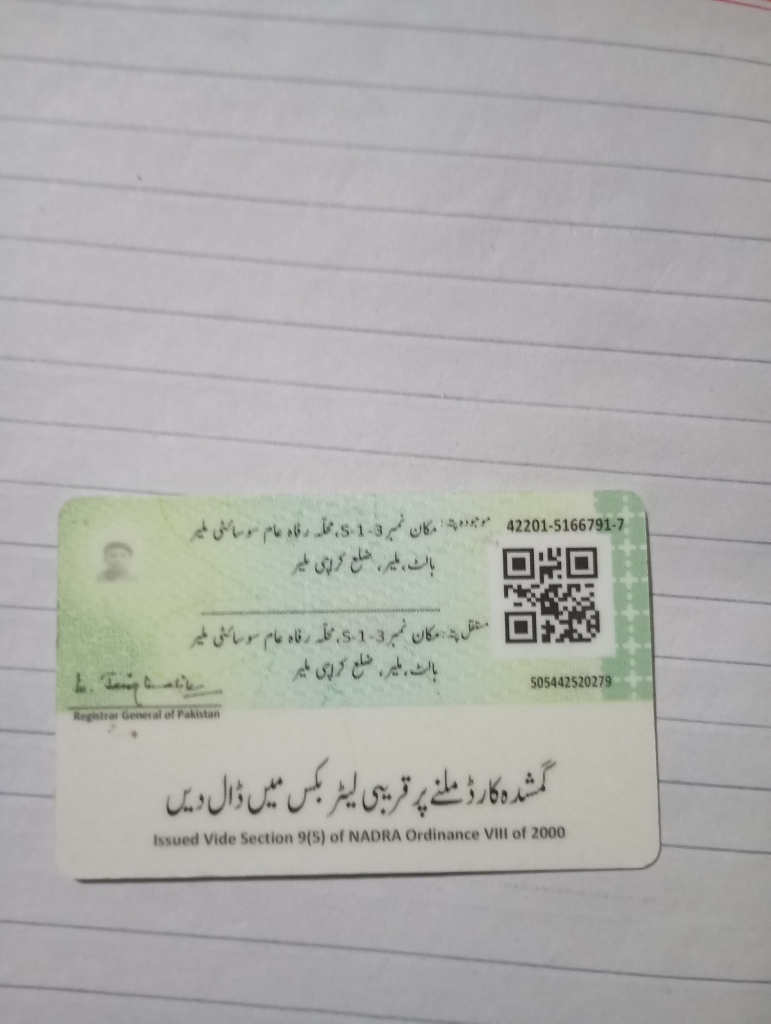 موجودہ پتہ: مکان نمبر S-1-3، محلہ رفاہ عام سوسائٹی ملیر
ہالٹ، ملیر، ضلع کراچی ملیر
42201-5166791-7
مستقل پتہ: مکان نمبر S-1-3، محلہ رفاہ عام سوسائٹی ملیر
ہالٹ، ملیر، ضلع کراچی ملیر
505442520279
Registrar General of Pakistan
گمشدہ کارڈ ملنے پر قریبی لیٹر بکس میں ڈال دیں
Issued Vide Section 9(5) of NADRA Ordinance VIII of 2000